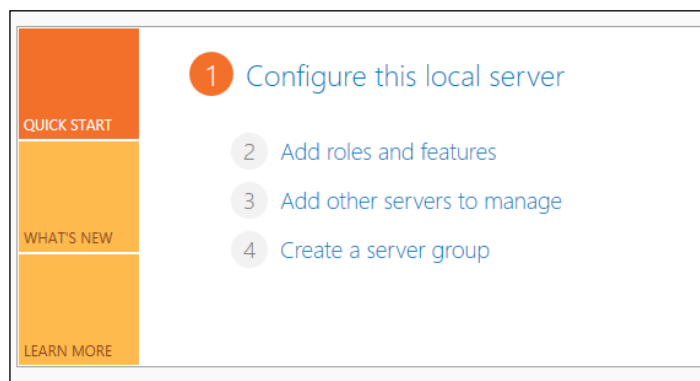 QUICK START
WHAT'S NEW
LEARN MORE
1 Configure this local server
2 Add roles and features
3 Add other servers to manage
4 Create a server group